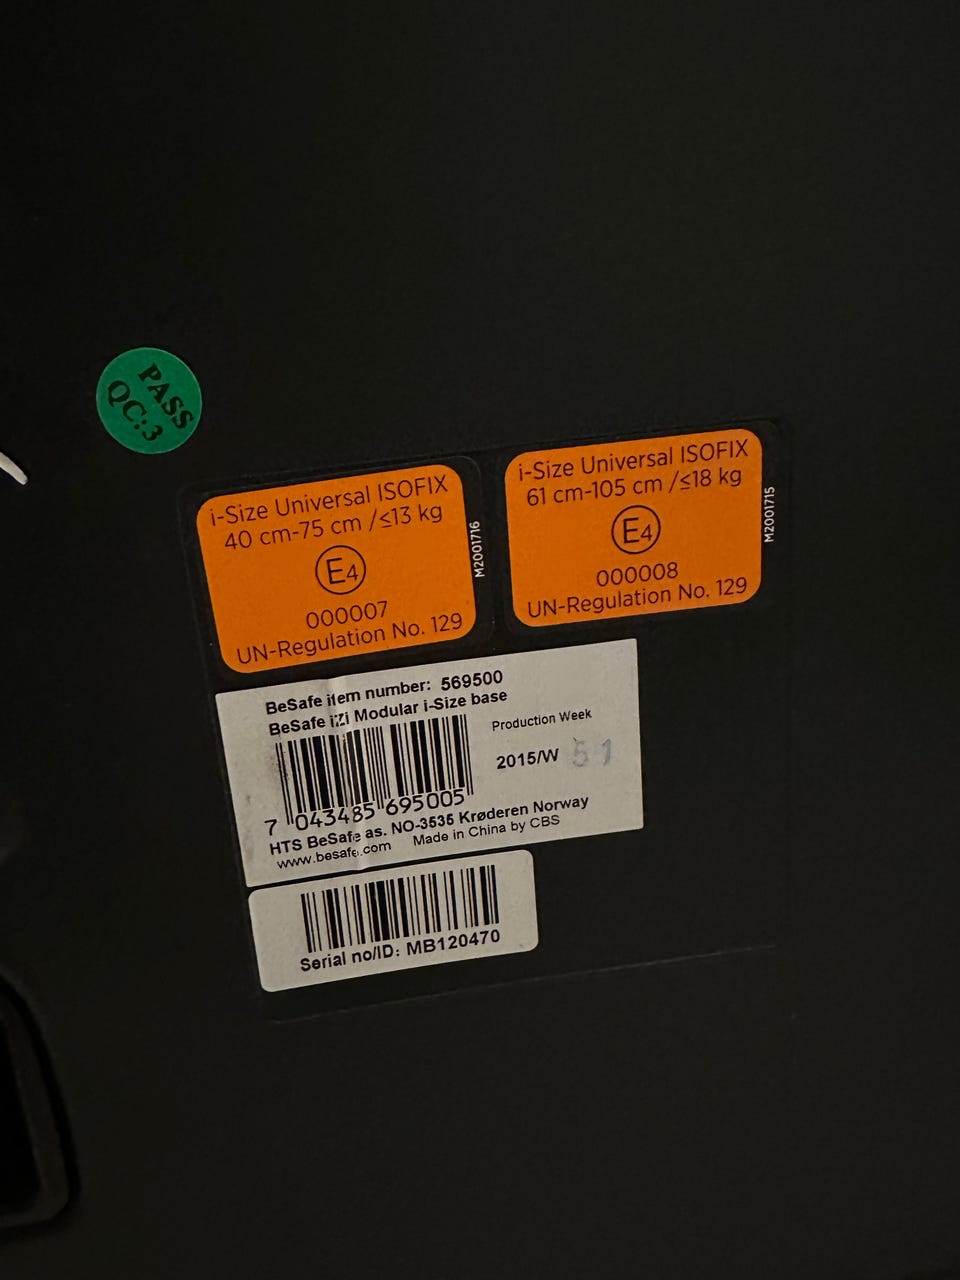 PASS
QC:3
i-Size Universal ISOFIX
40 cm-75 cm /≤13 kg
E4
000007
UN-Regulation No. 129
M2001716
i-Size Universal ISOFIX
61 cm-105 cm /≤18 kg
E4
000008
UN-Regulation No. 129
M2001715
BeSafe item number: 569500
BeSafe iZi Modular i-Size base
Production Week
2015/W 51
7 043485 695005
HTS BeSafe as. NO-3535 Krøderen Norway
www.besafe.com Made in China by CBS
Serial no/ID: MB120470